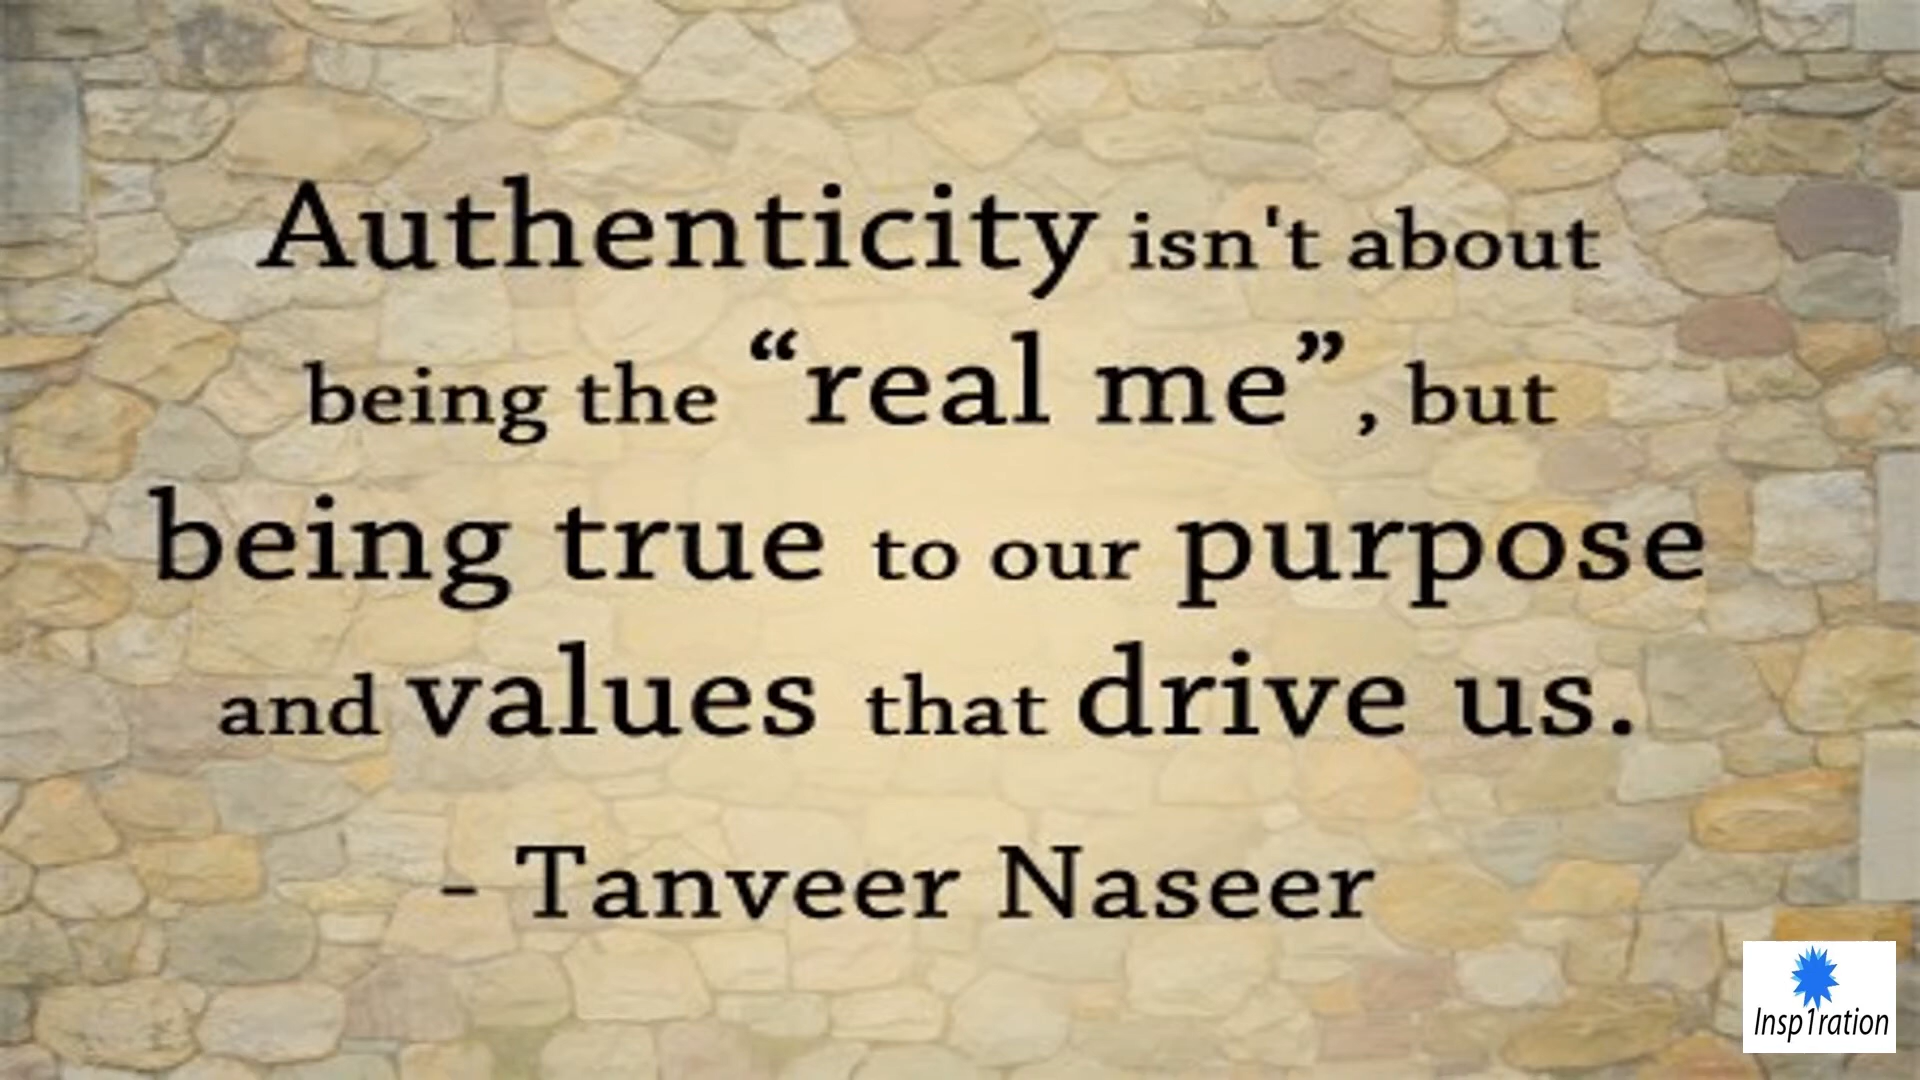 Authenticity isn't about
being the “real me”, but
being true to our purpose
and values that drive us.
- Tanveer Naseer
Insp1ration